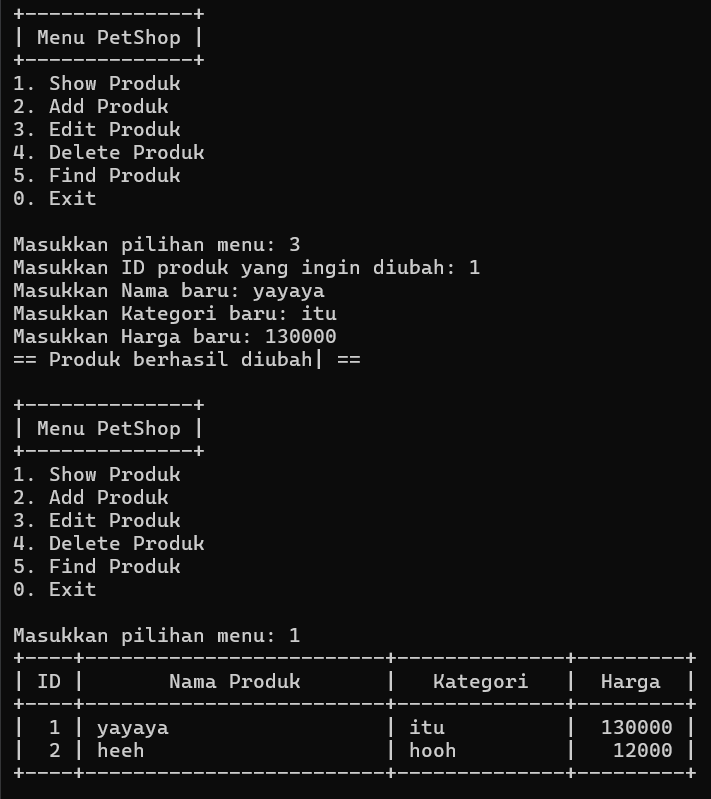 +--------------+
| Menu PetShop |
+--------------+
1. Show Produk
2. Add Produk
3. Edit Produk
4. Delete Produk
5. Find Produk
0. Exit

Masukkan pilihan menu: 3
Masukkan ID produk yang ingin diubah: 1
Masukkan Nama baru: yayaya
Masukkan Kategori baru: itu
Masukkan Harga baru: 130000
== Produk berhasil diubah| ==

+--------------+
| Menu PetShop |
+--------------+
1. Show Produk
2. Add Produk
3. Edit Produk
4. Delete Produk
5. Find Produk
0. Exit

Masukkan pilihan menu: 1
+----+-------------------------+--------------+---------+
| ID |       Nama Produk       |   Kategori   |  Harga  |
+----+-------------------------+--------------+---------+
|  1 | yayaya                  | itu          |  130000 |
|  2 | heeh                    | hooh         |   12000 |
+----+-------------------------+--------------+---------+